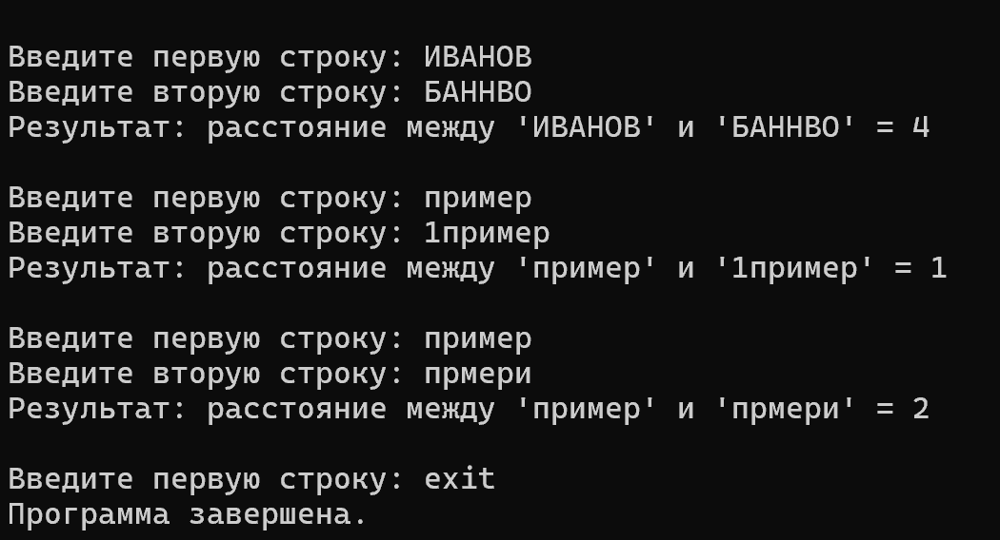 Введите первую строку: ИВАНОВ
Введите вторую строку: БАННВО
Результат: расстояние между 'ИВАНОВ' и 'БАННВО' = 4
Введите первую строку: пример
Введите вторую строку: 1пример
Результат: расстояние между 'пример' и '1пример' = 1
Введите первую строку: пример
Введите вторую строку: прмери
Результат: расстояние между 'пример' и 'прмери' = 2
Введите первую строку: exit
Программа завершена.